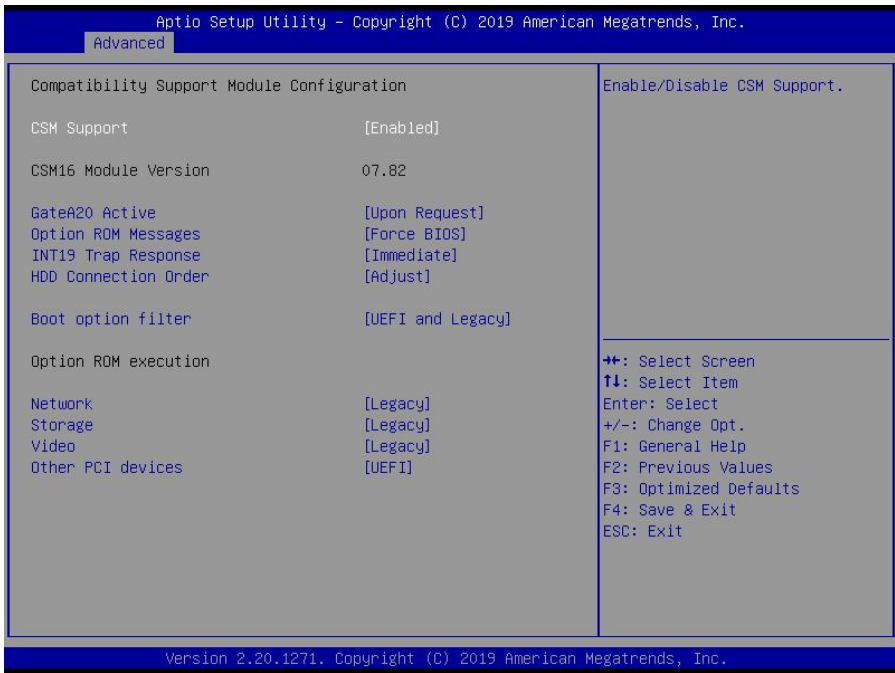 Aptio Setup Utility – Copyright (C) 2019 American Megatrends, Inc.
Advanced
Compatibility Support Module Configuration
CSM Support [Enabled]
CSM16 Module Version 07.82
GateA20 Active [Upon Request]
Option ROM Messages [Force BIOS]
INT19 Trap Response [Immediate]
HDD Connection Order [Adjust]
Boot option filter [UEFI and Legacy]
Option ROM execution
Network [Legacy]
Storage [Legacy]
Video [Legacy]
Other PCI devices [UEFI]
Enable/Disable CSM Support.
→←: Select Screen
↑↓: Select Item
Enter: Select
+/-: Change Opt.
F1: General Help
F2: Previous Values
F3: Optimized Defaults
F4: Save & Exit
ESC: Exit
Version 2.20.1271. Copyright (C) 2019 American Megatrends, Inc.